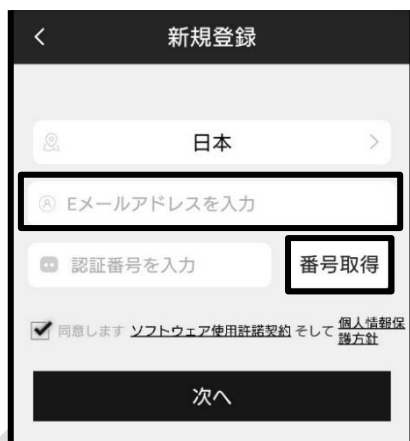 新規登録
日本
Eメールアドレスを入力
認証番号を入力
番号取得
同意します ソフトウェア使用許諾契約 そして 個人情報保
護方針
次へ